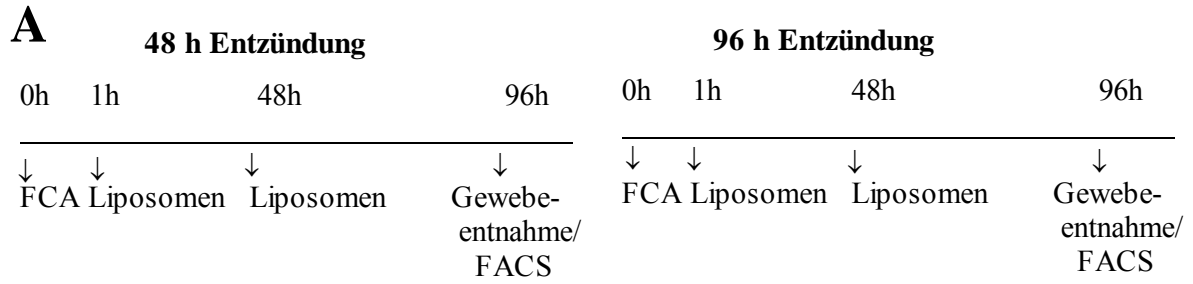 A
48 h Entzündung
0h 1h 48h 96h
↓ ↓ ↓ ↓
FCA Liposomen Liposomen Gewebe-
entnahme/
FACS
96 h Entzündung
0h 1h 48h 96h
↓ ↓ ↓ ↓
FCA Liposomen Liposomen Gewebe-
entnahme/
FACS